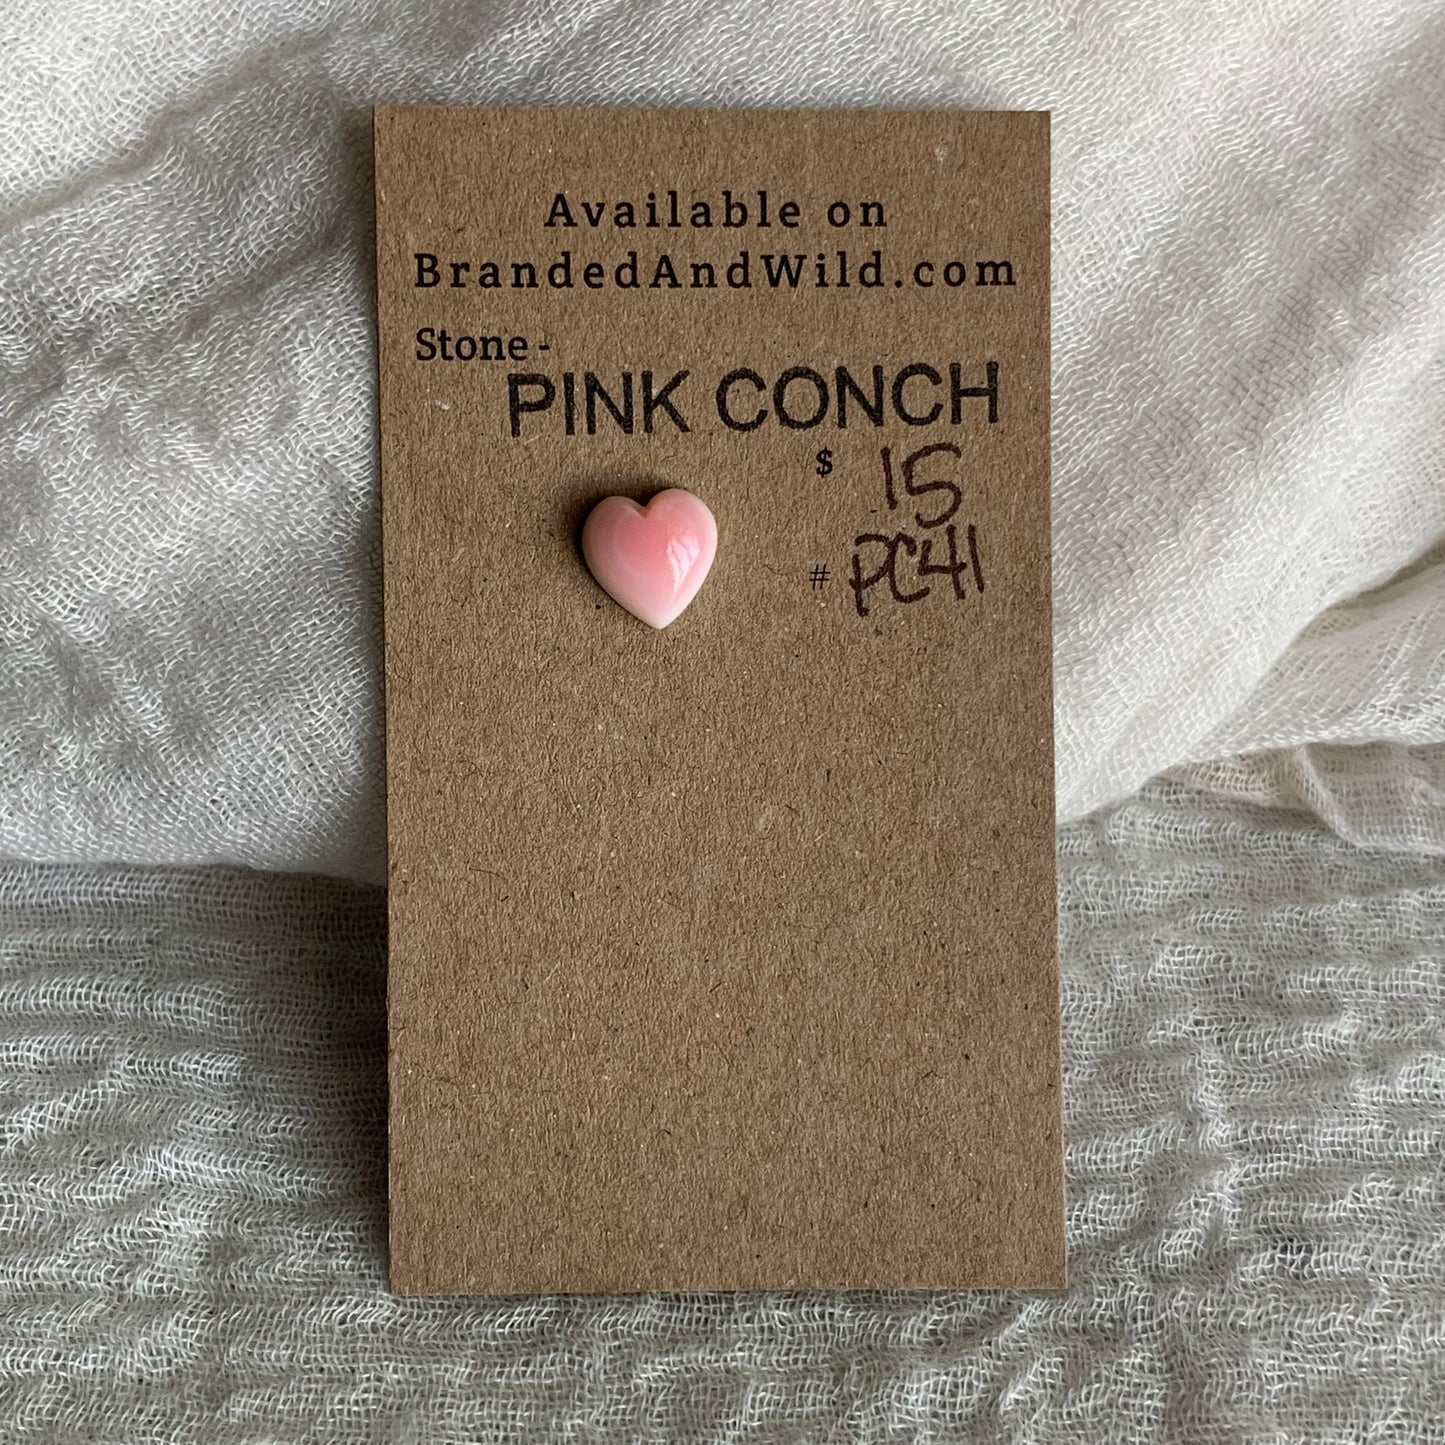 Available on
BrandedAndWild.com
Stone -
PINK CONCH
$ 15
# PC41